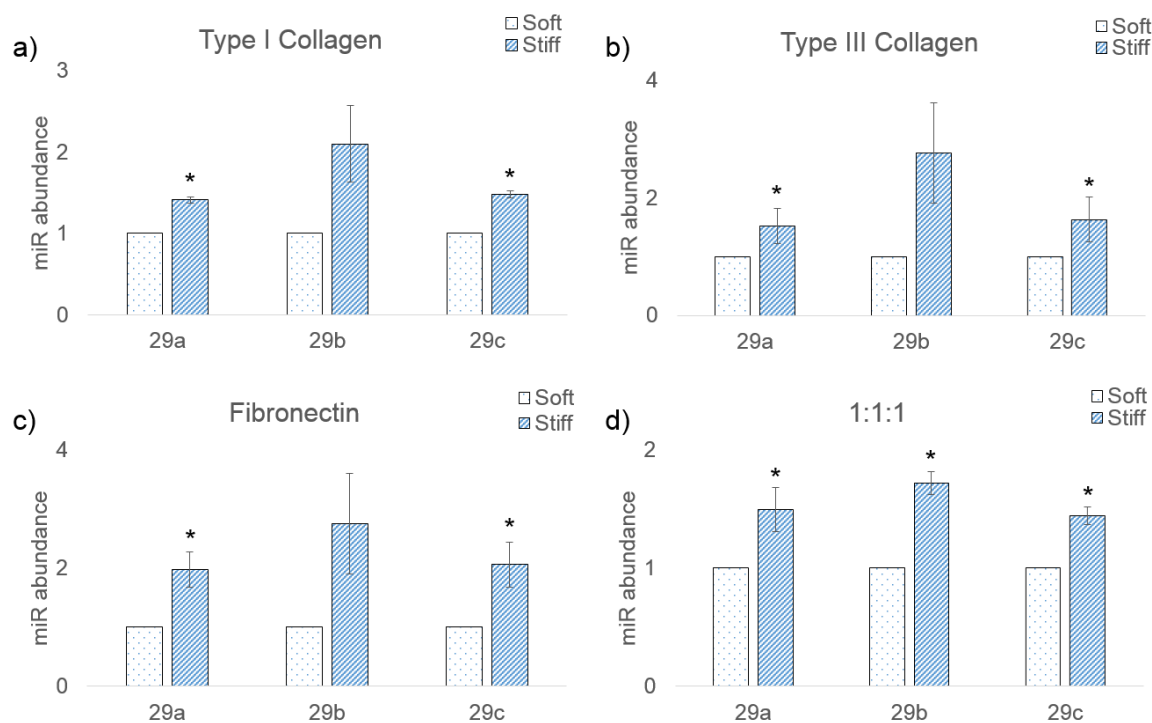 a)
Type I Collagen
Soft
Stiff
3
2
1
0
miR abundance
*
*
29a
29b
29c
b)
Type III Collagen
Soft
Stiff
4
2
0
miR abundance
*
*
29a
29b
29c
c)
Fibronectin
Soft
Stiff
4
2
0
miR abundance
*
*
29a
29b
29c
d)
1:1:1
Soft
Stiff
2
1
0
miR abundance
*
*
*
29a
29b
29c